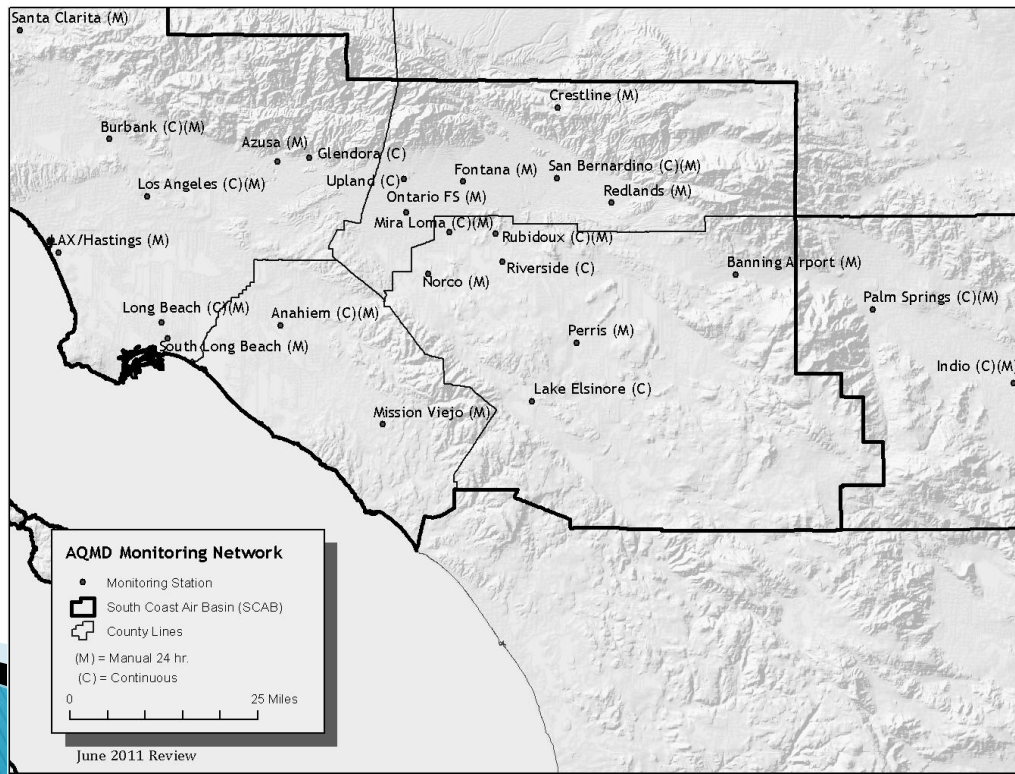 Santa Clarita (M)
Crestline (M)
Burbank (C)(M)
Azusa (M)
Glendora (C)
Los Angeles (C)(M)
Upland (C)
Fontana (M)
San Bernardino (C)(M)
Ontario FS (M)
Redlands (M)
Mira Loma (C)(M)
LAX/Hastings (M)
Rubidoux (C)(M)
Riverside (C)
Norco (M)
Banning Airport (M)
Long Beach (C)(M)
Anahiem (C)(M)
Palm Springs (C)(M)
South Long Beach (M)
Perris (M)
Indio (C)(M)
Lake Elsinore (C)
Mission Viejo (M)
AQMD Monitoring Network
Monitoring Station
South Coast Air Basin (SCAB)
County Lines
(M) = Manual 24 hr.
(C) = Continuous
0 25 Miles
June 2011 Review